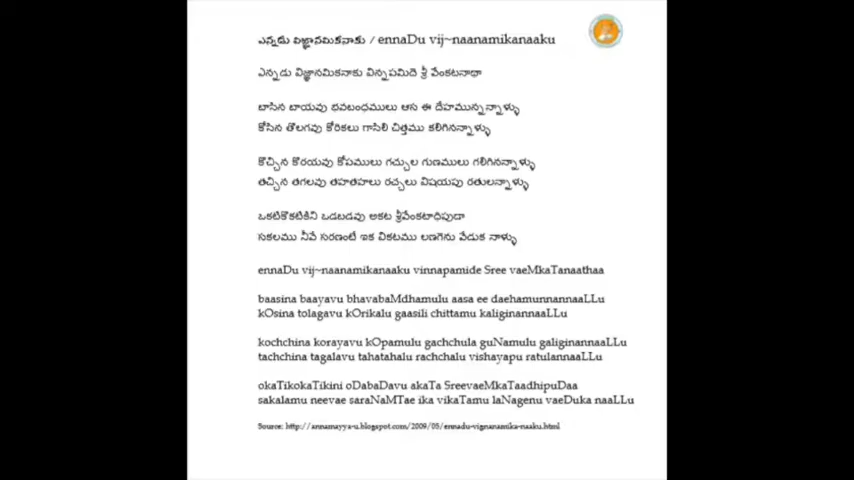 ఎన్నడు విజ్ఞానమికనాకు / ennaDu vij~naanamikanaaku
ఎన్నడు విజ్ఞానమికనాకు విన్నపమిదె శ్రీ వేంకటనాథా
బాసిన బాయవు భవబంధములు ఆస ఈ దేహమున్నన్నాళ్ళు
కోసిన తొలగవు కోరికలు గాసిలి చిత్తము కలిగినన్నాళ్ళు
కొచ్చిన కొరయవు కోపములు గచ్చుల గుణములు గలిగినన్నాళ్ళు
తచ్చిన తగలవు తహతహలు రచ్చలు విషయపు రతులన్నాళ్ళు
ఒకటికొకటికిని ఒడబడవు అకట శ్రీవేంకటాధిపుడా
సకలము నీవే సరణంటే ఇక వికటము లణగెను వేడుక నాళ్ళు
ennaDu vij~naanamikanaaku vinnapamide Sree vaeMkaTanaathaa
baasina baayavu bhavabaMdhamulu aasa ee daehamunnannaaLLu
kOsina tolagavu kOrikalu gaasili chittamu kaliginannaaLLu
kochchina korayavu kOpamulu gachchula guNamulu galiginannaaLLu
tachchina tagalavu tahatahalu rachchalu vishayapu ratulannaaLLu
okaTikokaTikini oDabaDavu akaTa SreevaeMkaTaadhipuDaa
sakalamu neevae saraNaMTae ika vikaTamu laNagenu vaeDuka naaLLu
Source: http://annamayya-u.blogspot.com/2009/05/ennadu-vignanamika-naaku.html